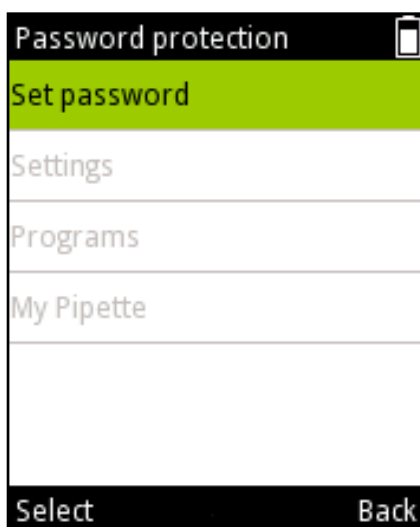 Password protection
Set password
Settings
Programs
My Pipette
Select Back